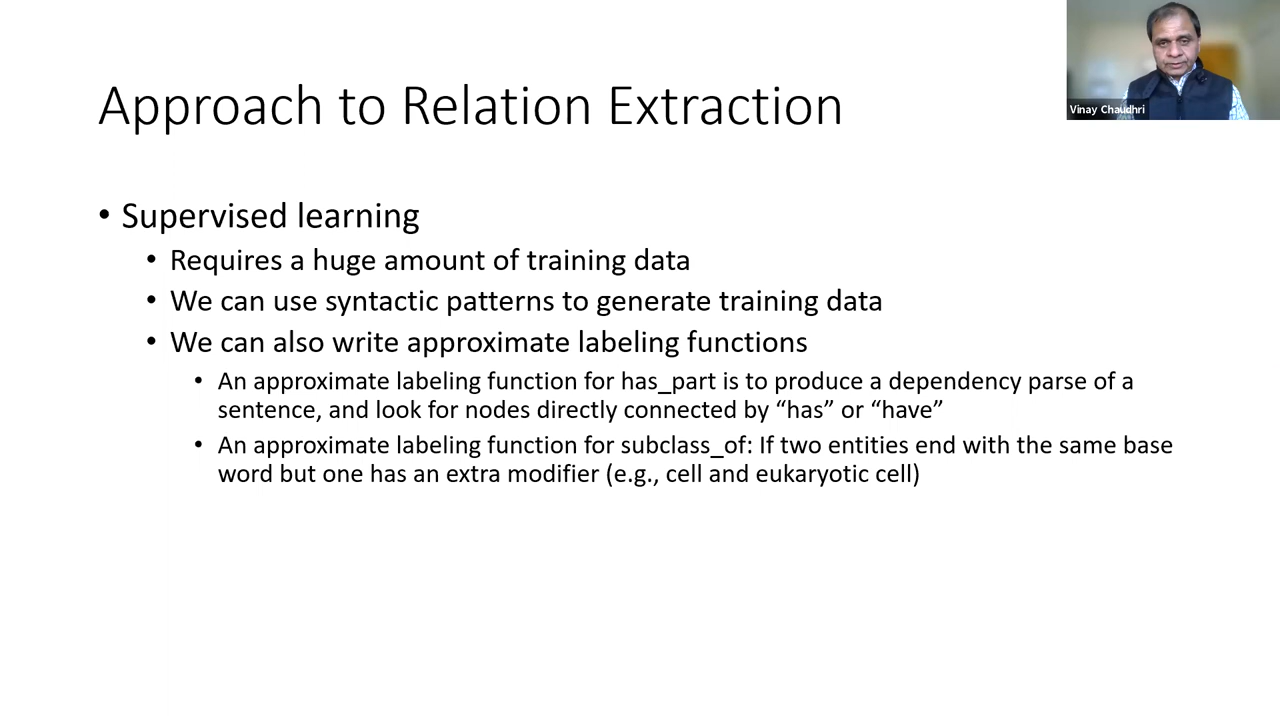 Vinay Chaudhri
Approach to Relation Extraction
• Supervised learning
• Requires a huge amount of training data
• We can use syntactic patterns to generate training data
• We can also write approximate labeling functions
• An approximate labeling function for has_part is to produce a dependency parse of a
sentence, and look for nodes directly connected by “has” or “have”
• An approximate labeling function for subclass_of: If two entities end with the same base
word but one has an extra modifier (e.g., cell and eukaryotic cell)